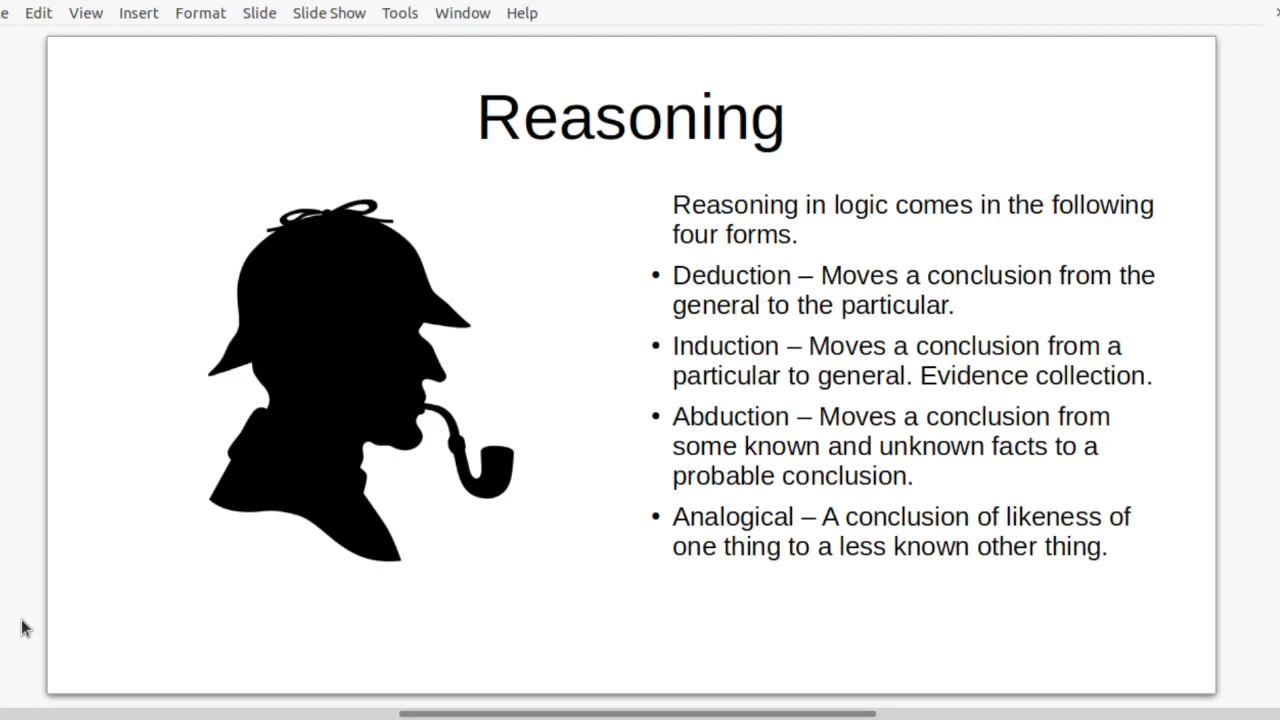 e Edit View Insert Format Slide Slide Show Tools Window Help
Reasoning
Reasoning in logic comes in the following
four forms.
• Deduction – Moves a conclusion from the
general to the particular.
• Induction – Moves a conclusion from a
particular to general. Evidence collection.
• Abduction – Moves a conclusion from
some known and unknown facts to a
probable conclusion.
• Analogical – A conclusion of likeness of
one thing to a less known other thing.